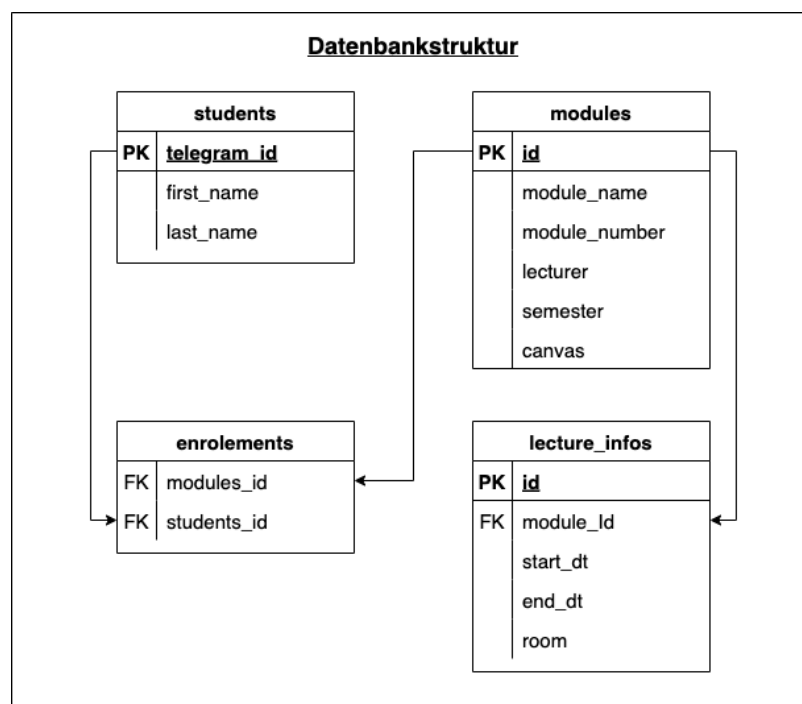 Datenbankstruktur
students
PK telegram_id
first_name
last_name
modules
PK id
module_name
module_number
lecturer
semester
canvas
enrolements
FK modules_id
FK students_id
lecture_infos
PK id
FK module_Id
start_dt
end_dt
room